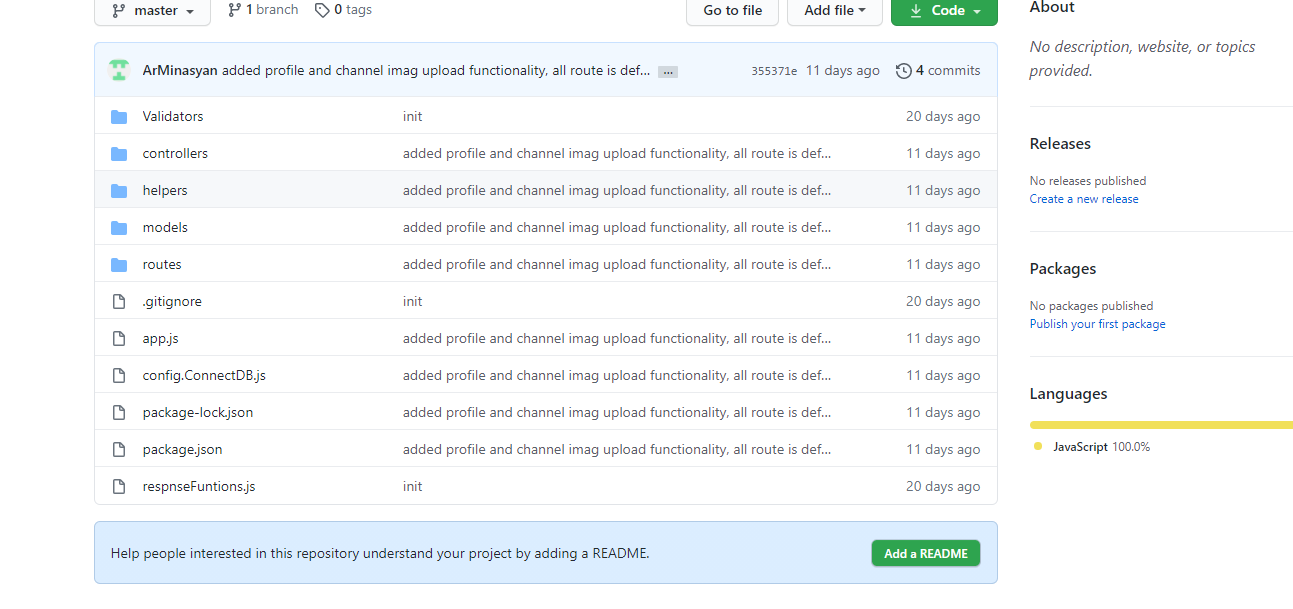 master 1 branch 0 tags Go to file Add file Code
ArMinasyan added profile and channel imag upload functionality, all route is def... ... 355371e 11 days ago 4 commits
Validators init 20 days ago
controllers added profile and channel imag upload functionality, all route is def... 11 days ago
helpers added profile and channel imag upload functionality, all route is def... 11 days ago
models added profile and channel imag upload functionality, all route is def... 11 days ago
routes added profile and channel imag upload functionality, all route is def... 11 days ago
.gitignore init 20 days ago
app.js added profile and channel imag upload functionality, all route is def... 11 days ago
config.ConnectDB.js added profile and channel imag upload functionality, all route is def... 11 days ago
package-lock.json added profile and channel imag upload functionality, all route is def... 11 days ago
package.json added profile and channel imag upload functionality, all route is def... 11 days ago
respnseFuntions.js init 20 days ago
Help people interested in this repository understand your project by adding a README. Add a README
About
No description, website, or topics
provided.
Releases
No releases published
Create a new release
Packages
No packages published
Publish your first package
Languages
JavaScript 100.0%